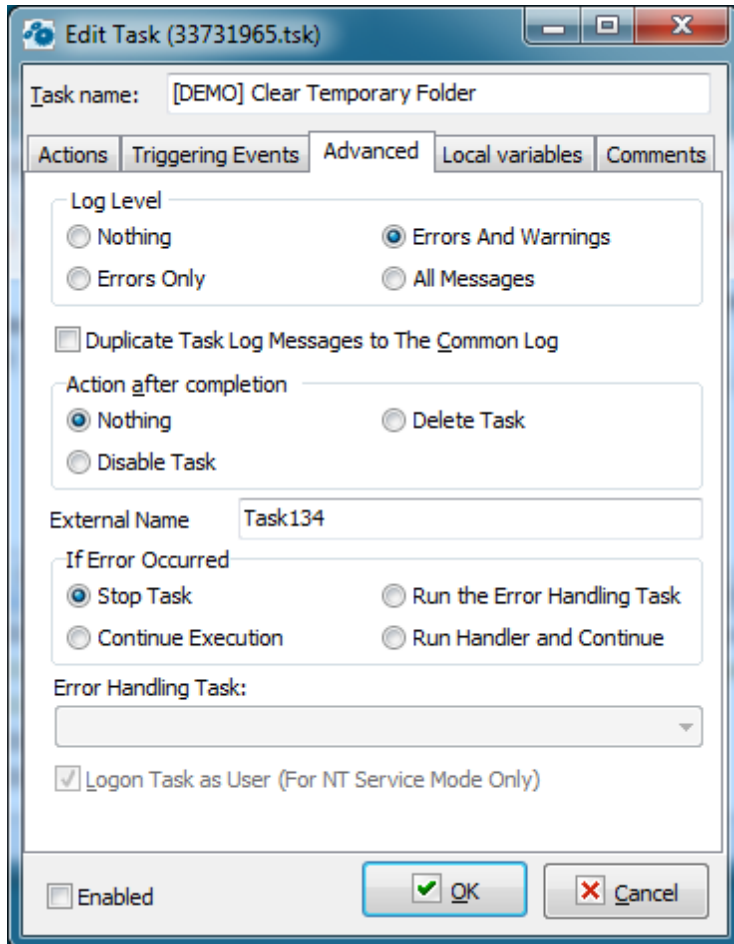 Edit Task (33731965.tsk)
Task name: [DEMO] Clear Temporary Folder
Actions Triggering Events Advanced Local variables Comments
Log Level
Nothing Errors And Warnings
Errors Only All Messages
Duplicate Task Log Messages to The Common Log
Action after completion
Nothing Delete Task
Disable Task
External Name Task134
If Error Occurred
Stop Task Run the Error Handling Task
Continue Execution Run Handler and Continue
Error Handling Task:
Logon Task as User (For NT Service Mode Only)
Enabled OK Cancel